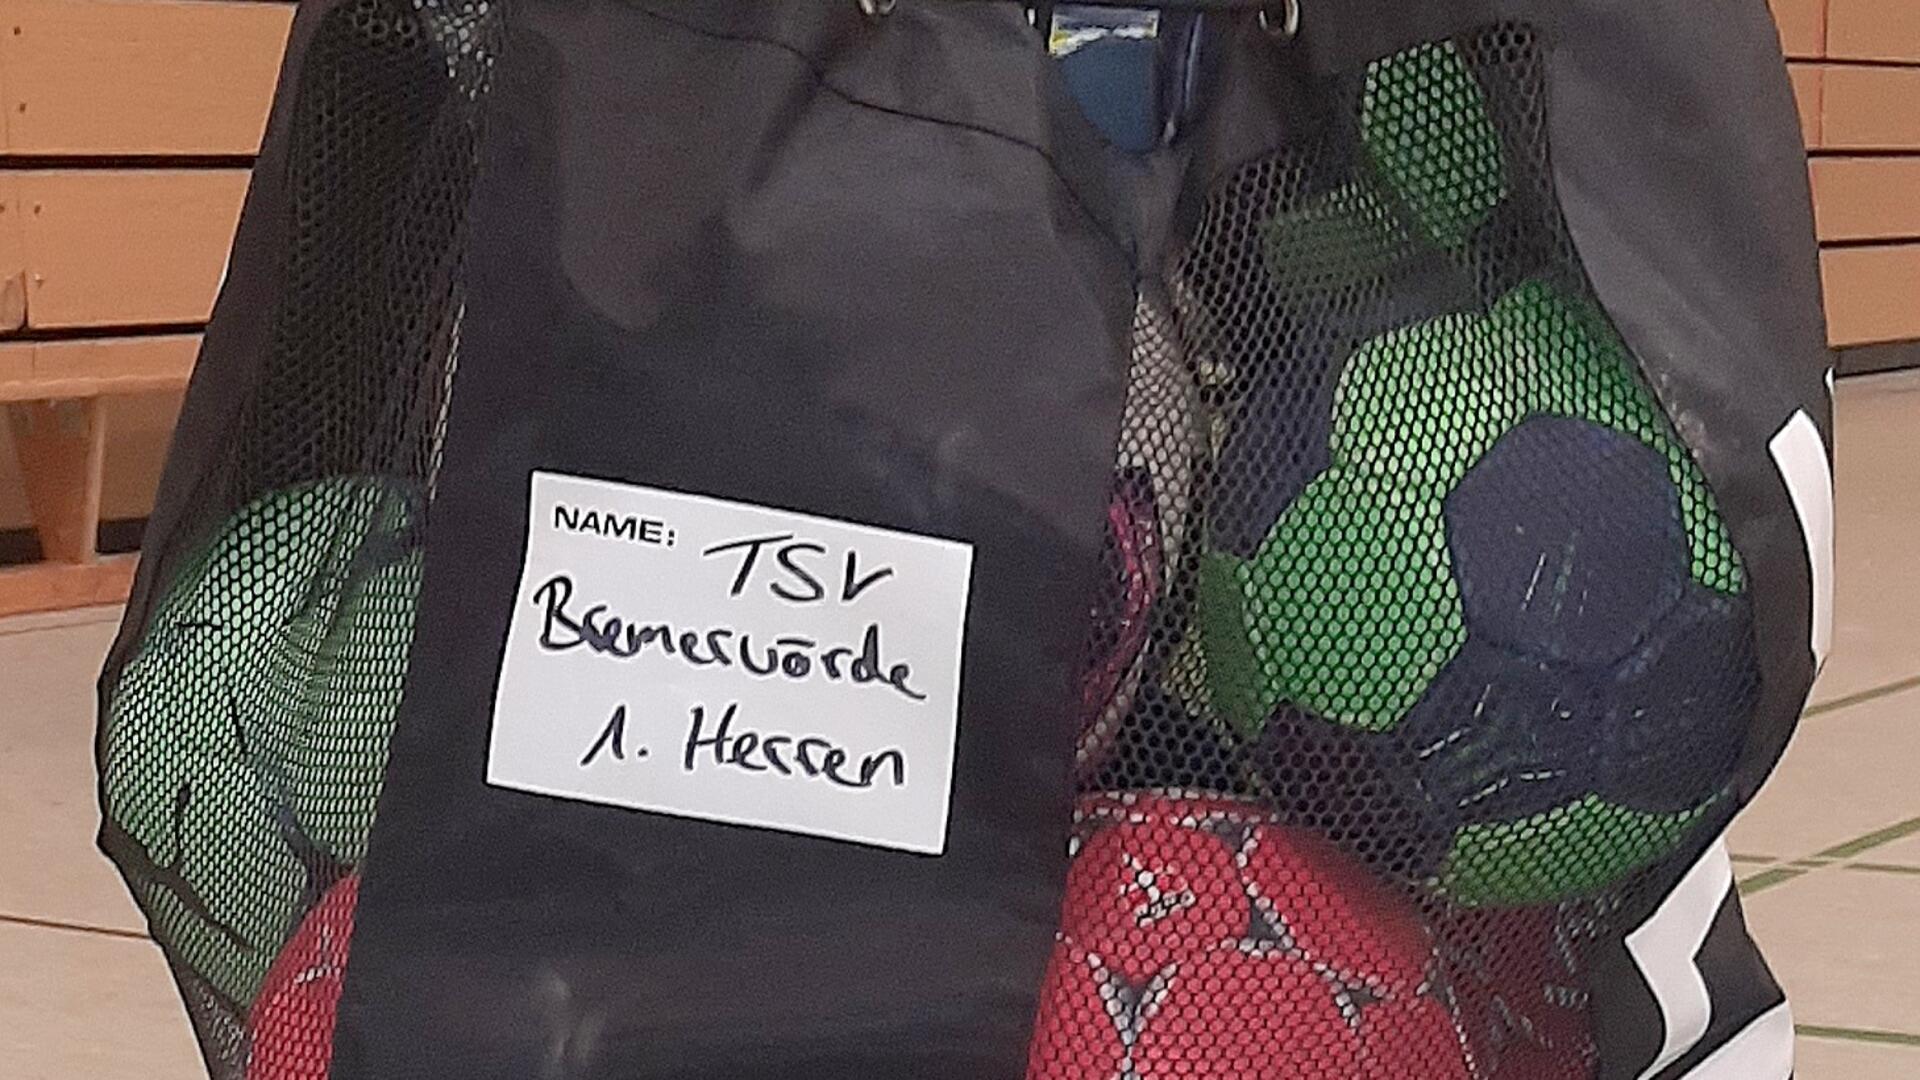 NAME: TSV
Bremervörde
1. Herren